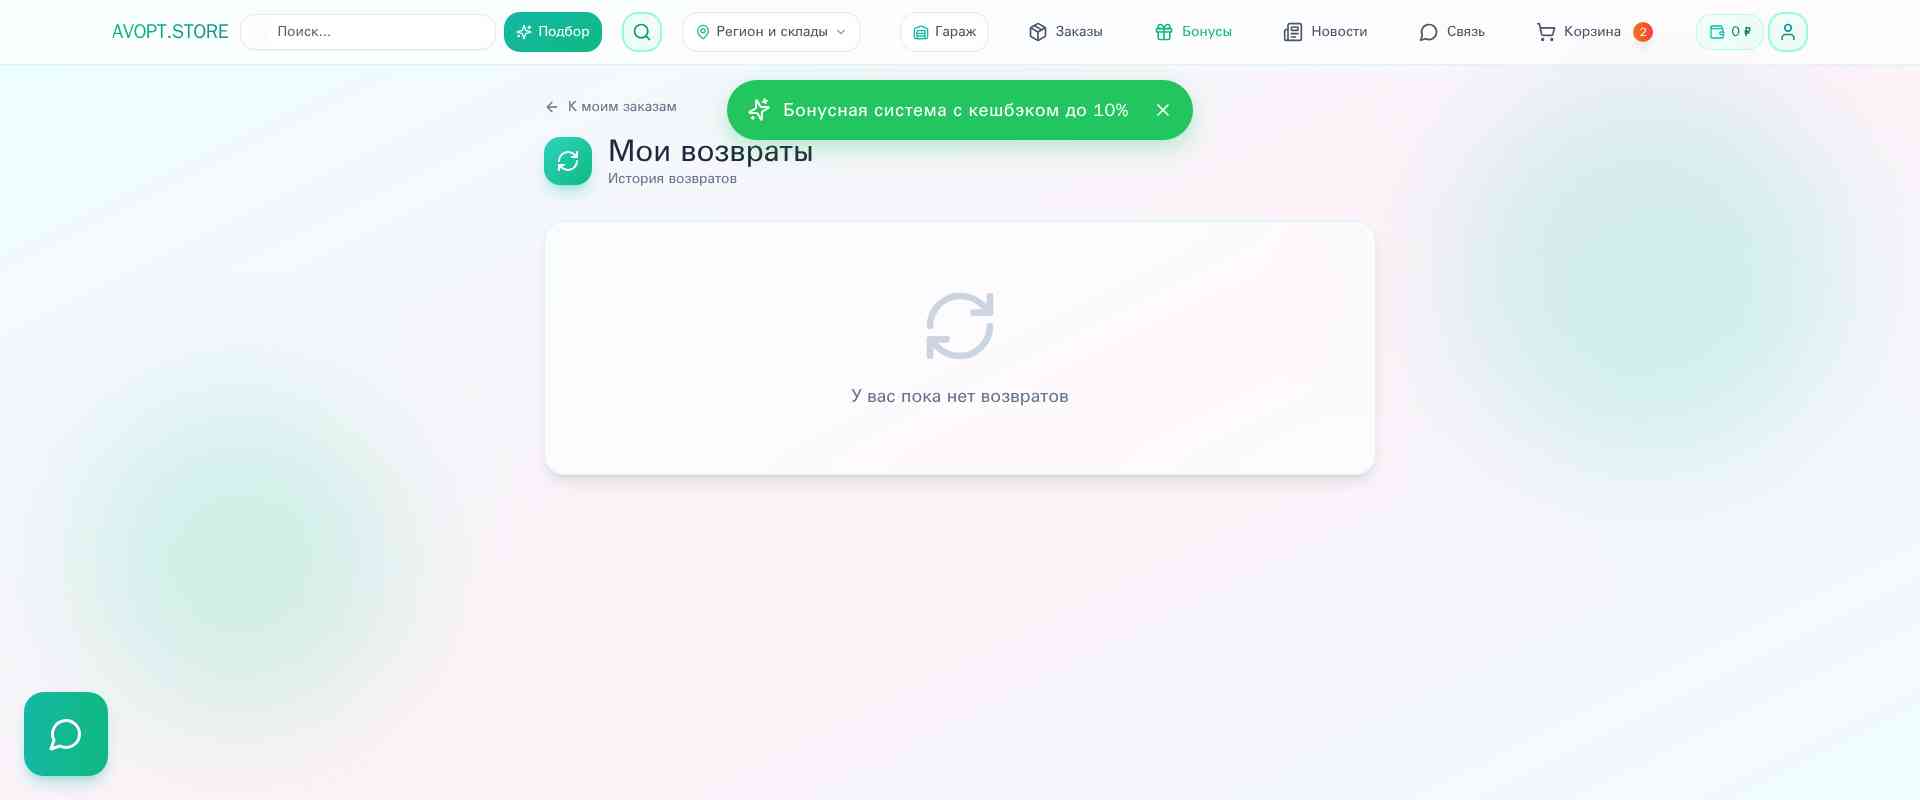 AVOPT.STORE
Поиск...
Подбор
Регион и склады
Гараж
Заказы
Бонусы
Новости
Связь
Корзина 2
0 ₽
К моим заказам
Бонусная система с кешбэком до 10%
Мои возвраты
История возвратов
У вас пока нет возвратов